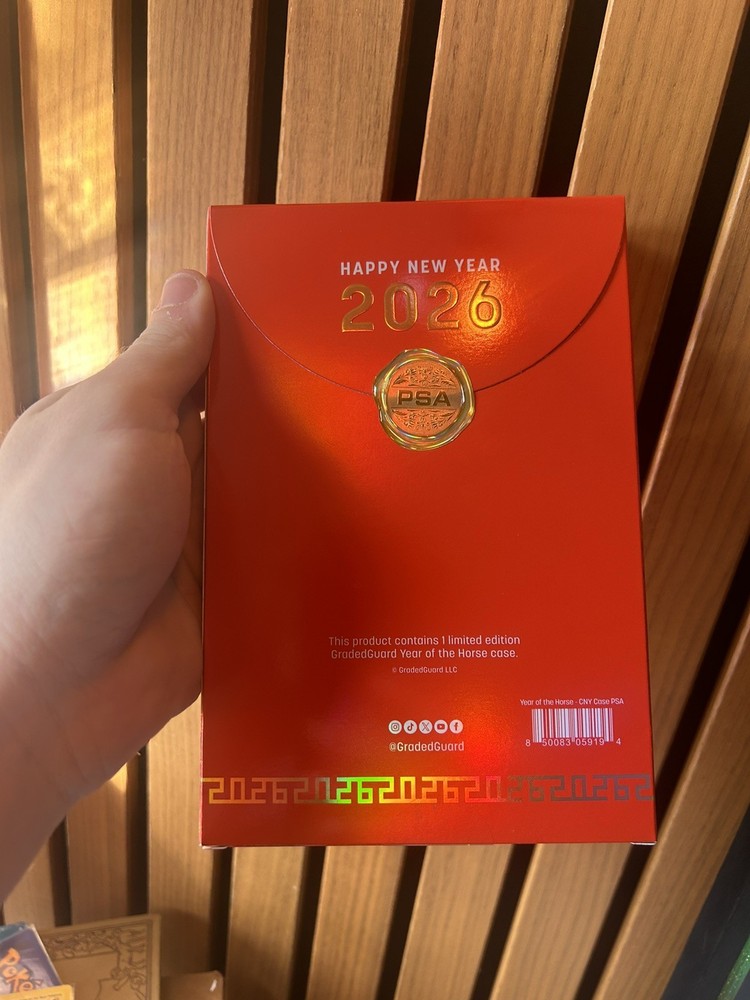 HAPPY NEW YEAR
2026
PSA
This product contains 1 limited edition
GradedGuard Year of the Horse case.
© GradedGuard LLC
Year of the Horse - CNY Case PSA
8 50083 05919 4
@GradedGuard
2026202620262026202620262